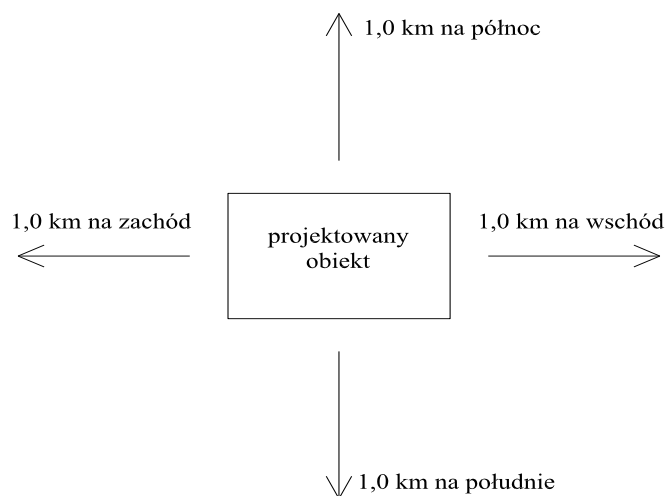 1,0 km na północ
1,0 km na zachód
1,0 km na wschód
projektowany
obiekt
1,0 km na południe